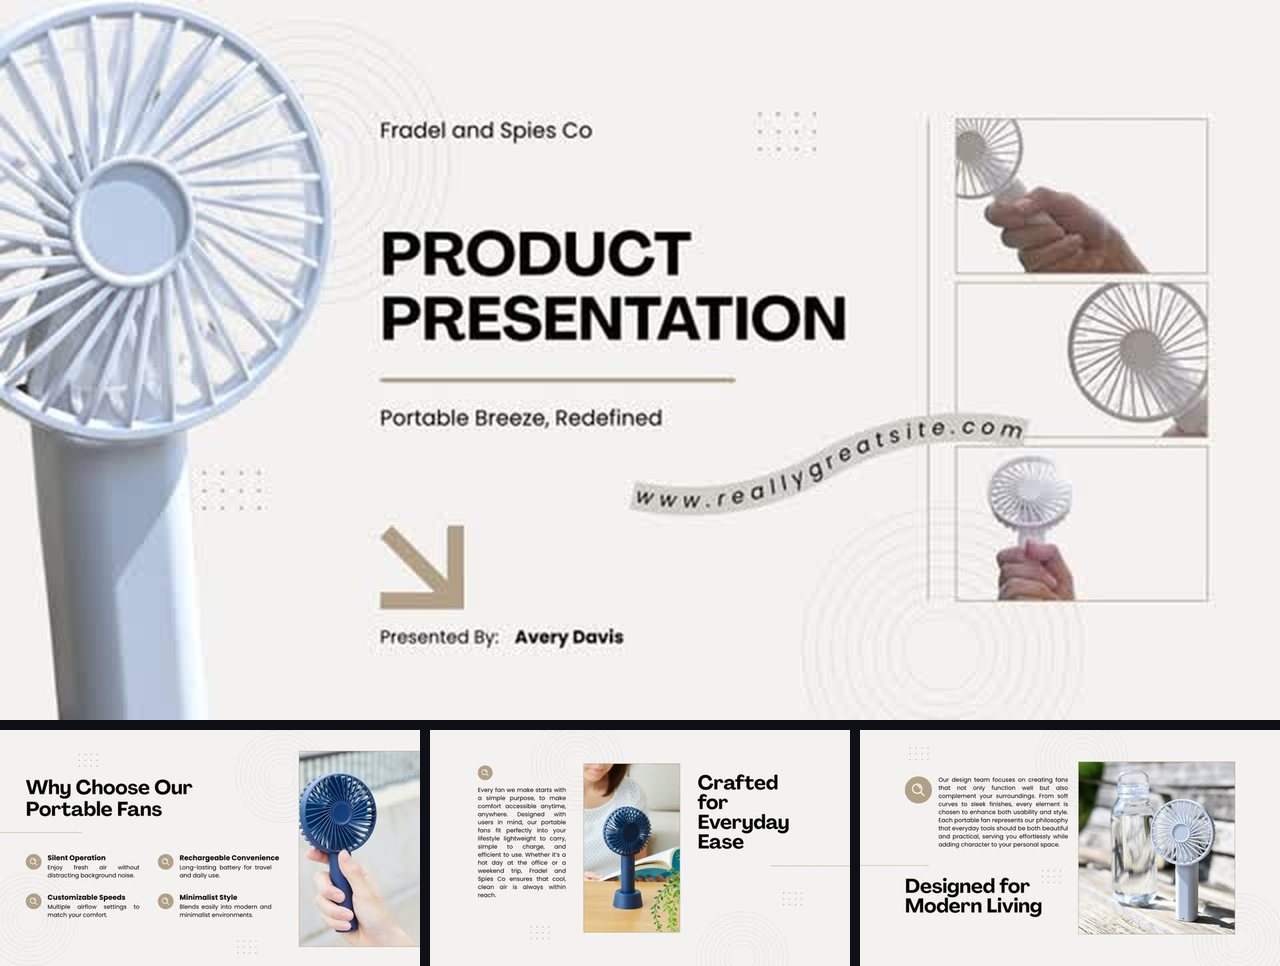 Fradel and Spies Co
PRODUCT
PRESENTATION
Portable Breeze, Redefined
www.reallygreatsite.com
Presented By: Avery Davis
Why Choose Our
Portable Fans
Silent Operation
Enjoy fresh air without
distracting background noise.
Rechargeable Convenience
Long-lasting battery for travel
and daily use.
Customizable Speeds
Multiple airflow settings to
match your comfort.
Minimalist Style
Blends easily into modern and
minimalist environments.
Every fan we make starts with
a simple purpose, to make
comfort accessible anytime,
anywhere. Designed with
users in mind, our portable
fans fit perfectly into your
lifestyle lightweight to carry,
simple to charge, and
efficient to use. Whether it's a
hot day at the office or a
weekend trip, Fradel and
Spies Co ensures that cool,
clean air is always within
reach.
Crafted
for
Everyday
Ease
Our design team focuses on creating fans
that not only function well but also
complement your surroundings. From soft
curves to sleek finishes, every element is
chosen to enhance both usability and style.
Each portable fan represents our philosophy
that everyday tools should be both beautiful
and practical, serving you effortlessly while
adding character to your personal space.
Designed for
Modern Living